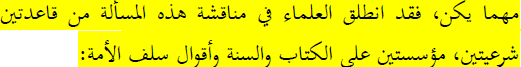 مهما يكن، فقد انطلق العلماء في مناقشة هذه المسألة من قاعدتين
شرعيتين، مؤسستين على الكتاب والسنة وأقوال سلف الأمة: